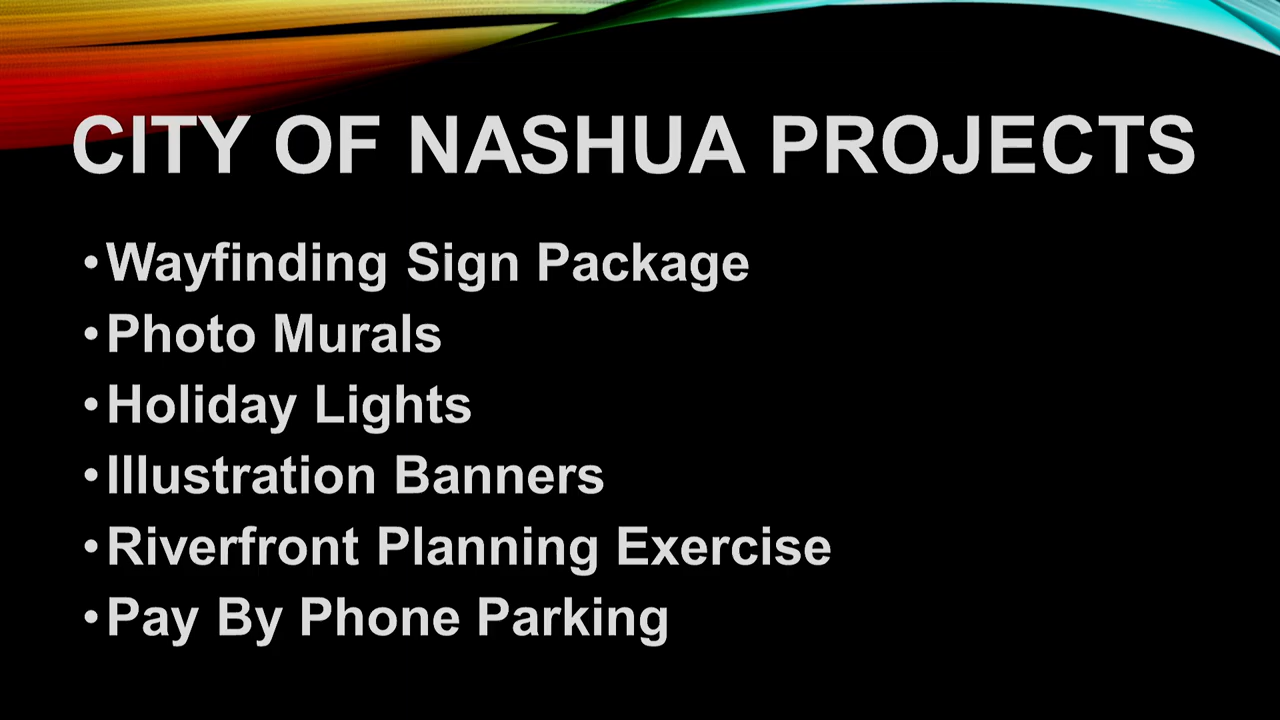 CITY OF NASHUA PROJECTS
•Wayfinding Sign Package
•Photo Murals
•Holiday Lights
•Illustration Banners
•Riverfront Planning Exercise
•Pay By Phone Parking